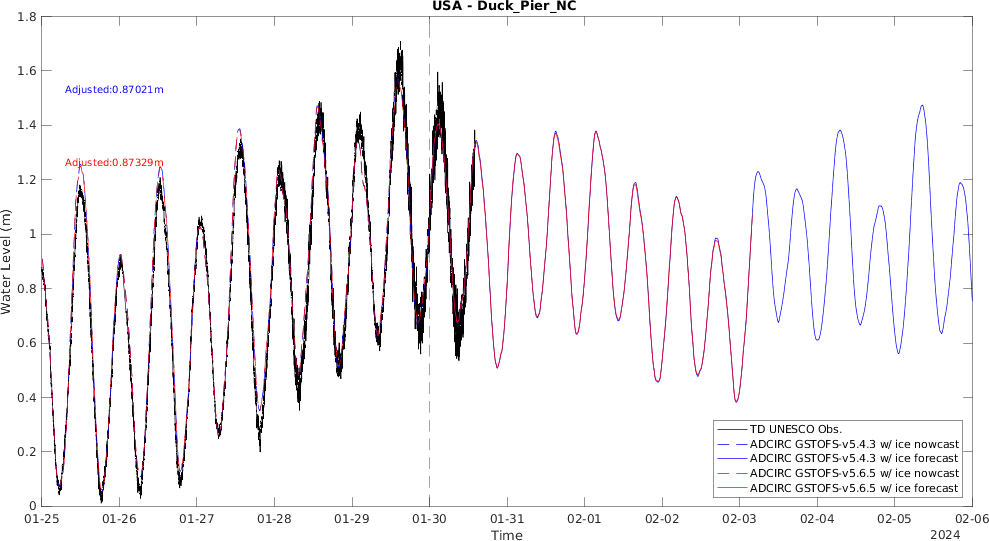 USA - Duck_Pier_NC
1.8
1.6
1.4
1.2
1
0.8
0.6
0.4
0.2
0
Water Level (m)
Adjusted:0.87021m
Adjusted:0.87329m
TD UNESCO Obs.
ADCIRC GSTOFS-v5.4.3 w/ ice nowcast
ADCIRC GSTOFS-v5.4.3 w/ ice forecast
ADCIRC GSTOFS-v5.6.5 w/ ice nowcast
ADCIRC GSTOFS-v5.6.5 w/ ice forecast
01-25 01-26 01-27 01-28 01-29 01-30 01-31 02-01 02-02 02-03 02-04 02-05 02-06
Time
2024